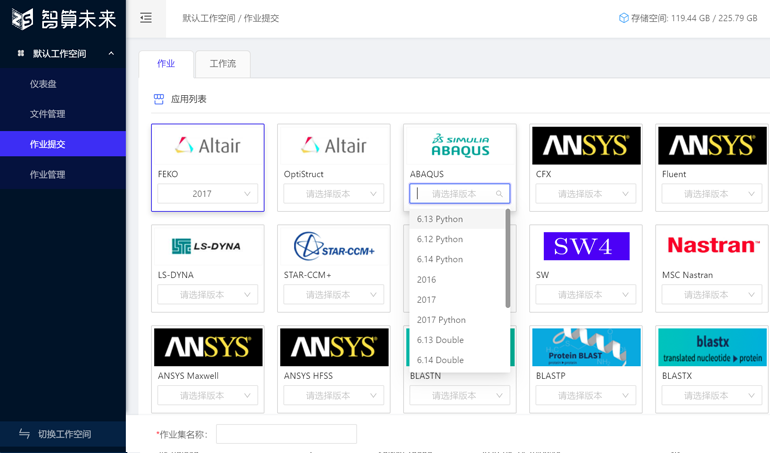 智算未来
默认工作空间 / 作业提交
存储空间: 119.44 GB / 225.79 GB
默认工作空间
仪表盘
文件管理
作业提交
作业管理
切换工作空间
作业
工作流
应用列表
Altair
FEKO
2017
Altair
OptiStruct
请选择版本
SIMULIA
ABAQUS
ABAQUS
请选择版本
ANSYS
CFX
请选择版本
ANSYS
Fluent
请选择版本
6.13 Python
6.12 Python
6.14 Python
2016
2017
2017 Python
6.13 Double
6.14 Double
LS-DYNA
LS-DYNA
请选择版本
STAR-CCM+
STAR-CCM+
请选择版本
SW4
SW
请选择版本
Nastran
MSC Nastran
请选择版本
ANSYS
ANSYS Maxwell
请选择版本
ANSYS
ANSYS HFSS
请选择版本
BLASTN
请选择版本
Protein BLAST
BLASTP
请选择版本
blastx
translated nucleotide protein
BLASTX
请选择版本
*作业集名称: